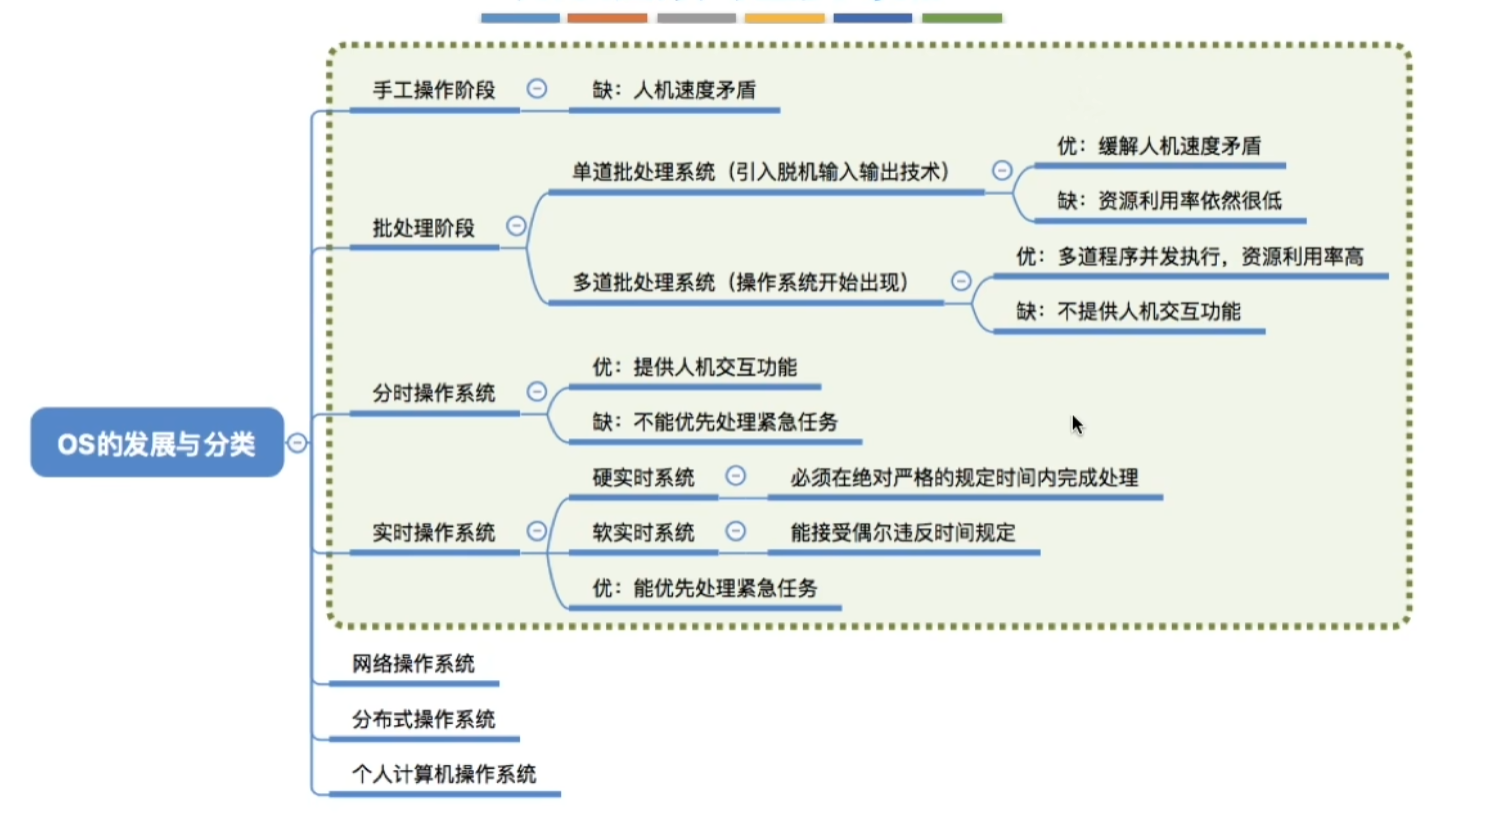 手工操作阶段
缺：人机速度矛盾
批处理阶段
单道批处理系统（引入脱机输入输出技术）
优：缓解人机速度矛盾
缺：资源利用率依然很低
多道批处理系统（操作系统开始出现）
优：多道程序并发执行，资源利用率高
缺：不提供人机交互功能
OS的发展与分类
分时操作系统
优：提供人机交互功能
缺：不能优先处理紧急任务
实时操作系统
硬实时系统
必须在绝对严格的规定时间内完成处理
软实时系统
能接受偶尔违反时间规定
优：能优先处理紧急任务
网络操作系统
分布式操作系统
个人计算机操作系统